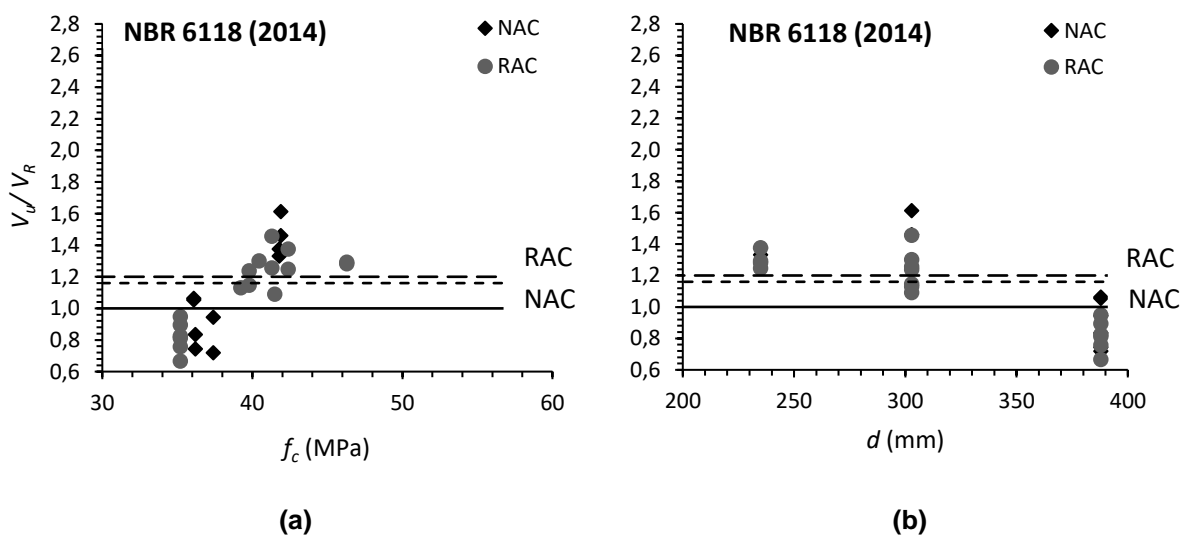 NBR 6118 (2014)
NAC
RAC
2,8
2,6
2,4
2,2
2,0
1,8
1,6
1,4
1,2
1,0
0,8
0,6
V_u/ V_R
RAC
NAC
30
40
50
60
f_c (MPa)
(a)
NBR 6118 (2014)
NAC
RAC
2,8
2,6
2,4
2,2
2,0
1,8
1,6
1,4
1,2
1,0
0,8
0,6
RAC
NAC
200
250
300
350
400
d (mm)
(b)